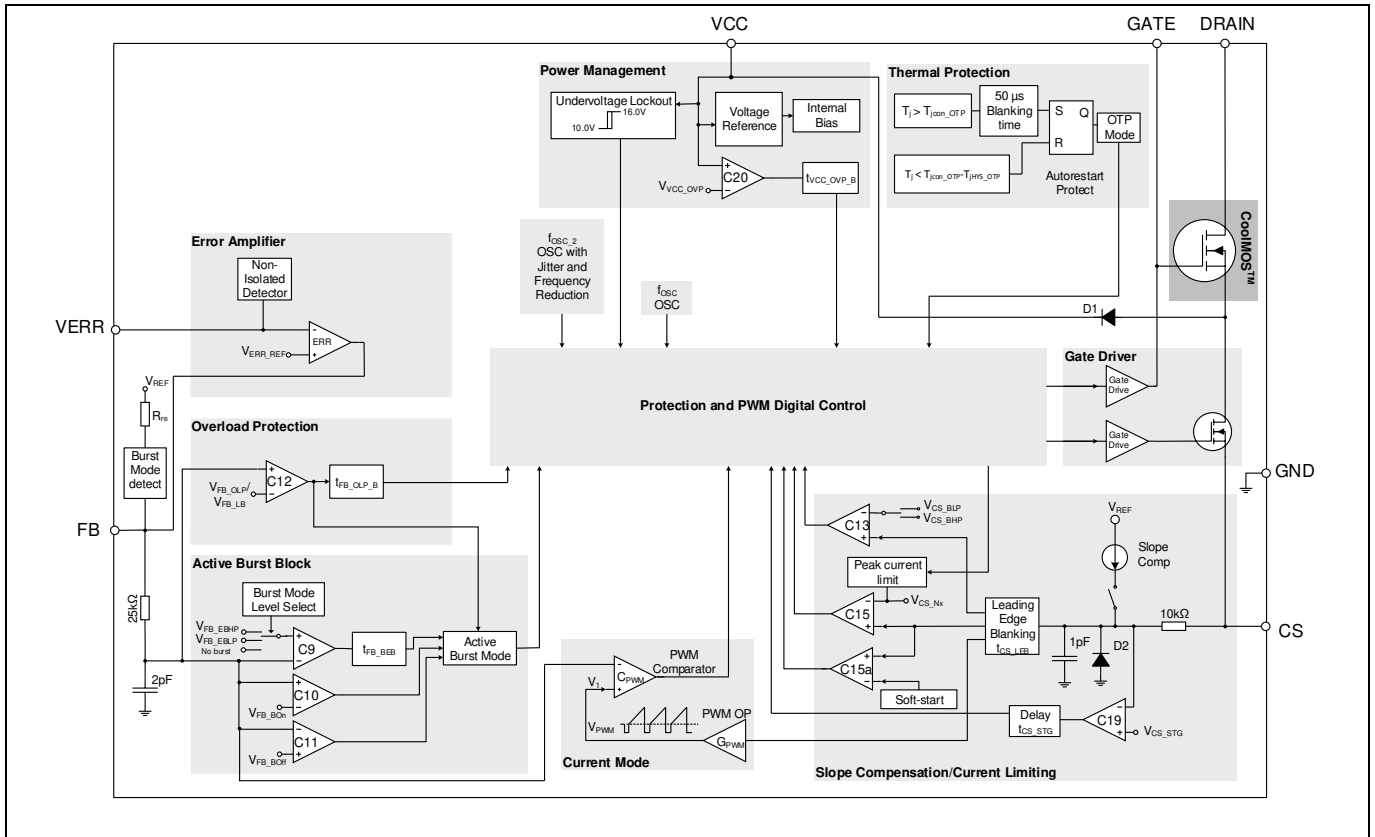 VCC
GATE
DRAIN
Power Management
Undervoltage Lockout
16.0V
10.0V
Voltage
Reference
Internal
Bias
C20
VVCC_OVP
tVCC_OVP_B
Thermal Protection
Tj > Tjcon_OTP
50 µs
Blanking
time
S
Q
R
OTP
Mode
Tj < Tjcon_OTP-TjHYS_OTP
Autorestart
Protect
CoolMOS™
Error Amplifier
Non-
Isolated
Detector
VERR
ERR
VERR_REF
fOSC_2
OSC with
Jitter and
Frequency
Reduction
fOSC
OSC
D1
VREF
RFB
Burst
Mode
detect
FB
Overload Protection
C12
VFB_OLP/
VFB_LB
tFB_OLP_B
Protection and PWM Digital Control
Gate Driver
Gate
Drive
Gate
Drive
GND
Active Burst Block
Burst Mode
Level Select
VFB_EBHP
VFB_EBLP
No burst
C9
tFB_BEB
Active
Burst Mode
C10
VFB_BOn
C11
VFB_BOff
25kΩ
2pF
CPWM
PWM
Comparator
V1
VPWM
PWM OP
GPWM
Current Mode
C13
VCS_BLP
VCS_BHP
Peak current
limit
C15
VCS_Nx
C15a
Soft-start
Leading
Edge
Blanking
tCS_LEB
VREF
Slope
Comp
10kΩ
CS
1pF
D2
Delay
tCS_STG
C19
VCS_STG
Slope Compensation/Current Limiting